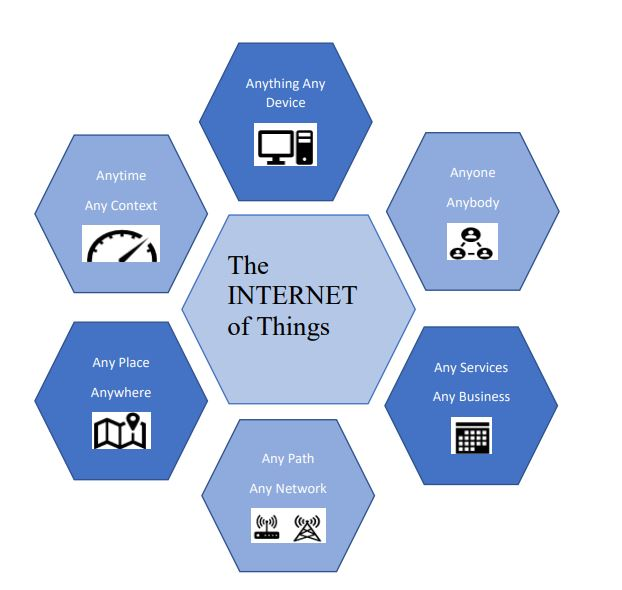 Anything Any
Device
Anytime
Any Context
Anyone
Anybody
The
INTERNET
of Things
Any Place
Anywhere
Any Services
Any Business
Any Path
Any Network